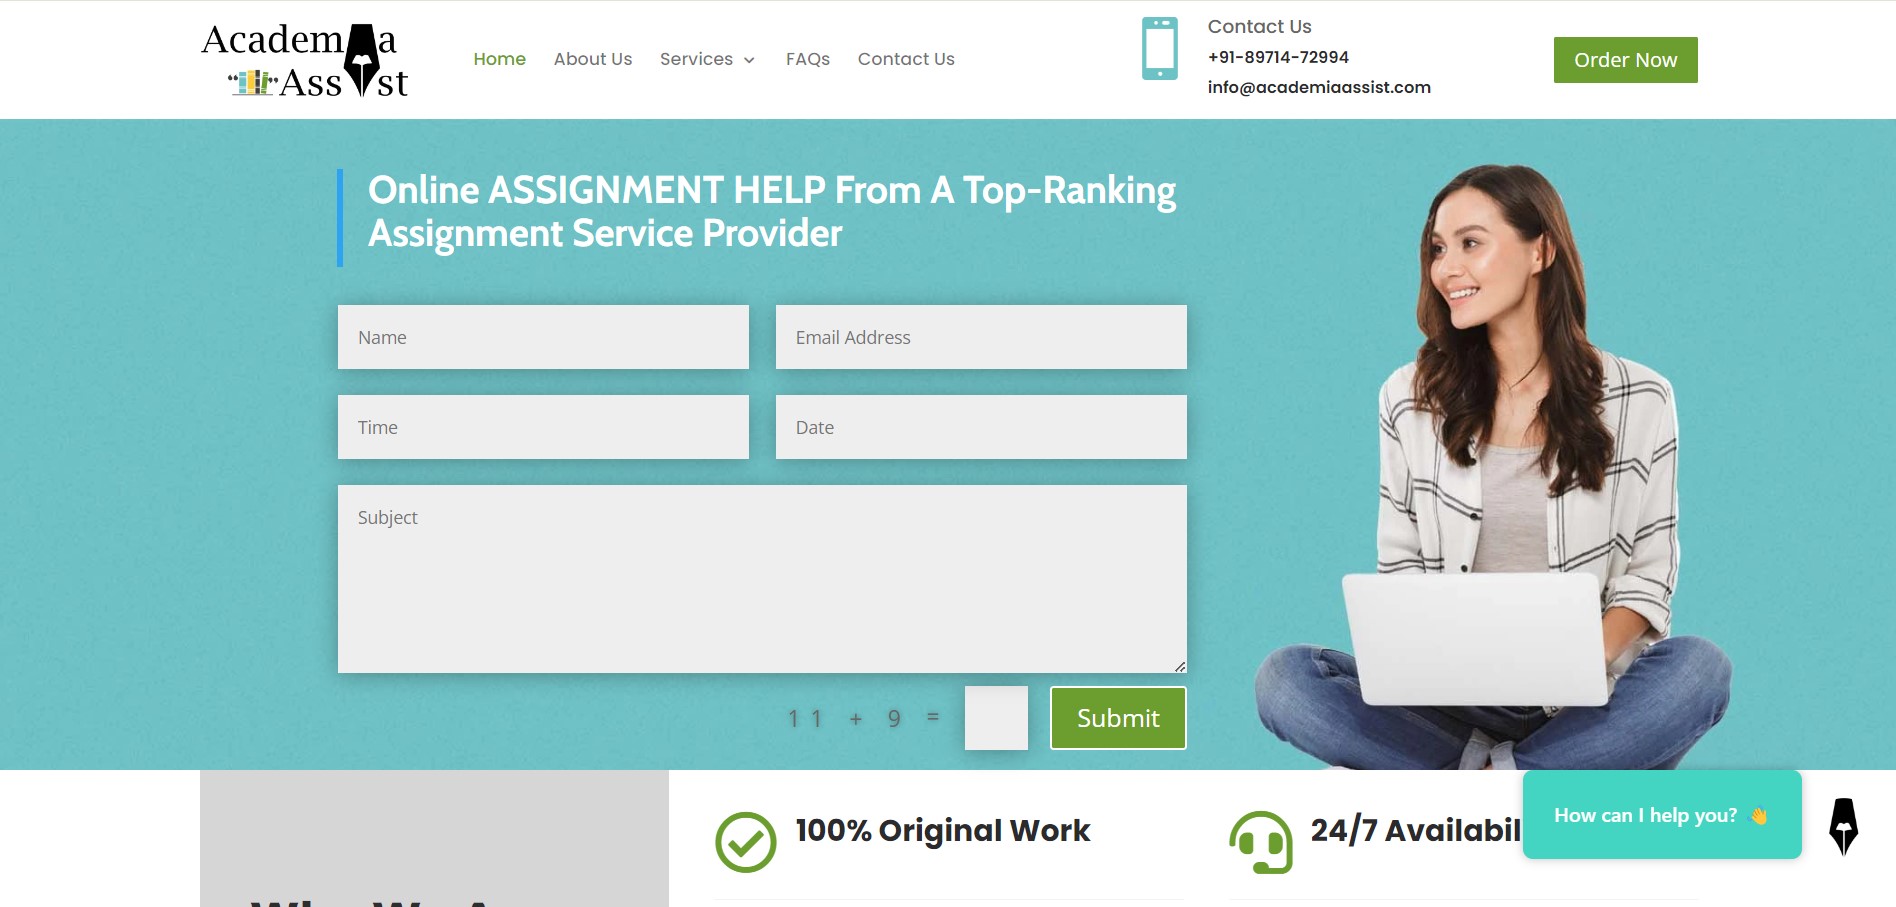 Academia
Assist
Home
About Us
Services
FAQs
Contact Us
Contact Us
+91-89714-72994
info@academiaassist.com
Order Now
Online ASSIGNMENT HELP From A Top-Ranking
Assignment Service Provider
Name
Email Address
Time
Date
Subject
11 + 9 =
Submit
100% Original Work
24/7 Availabil
How can I help you? 👋